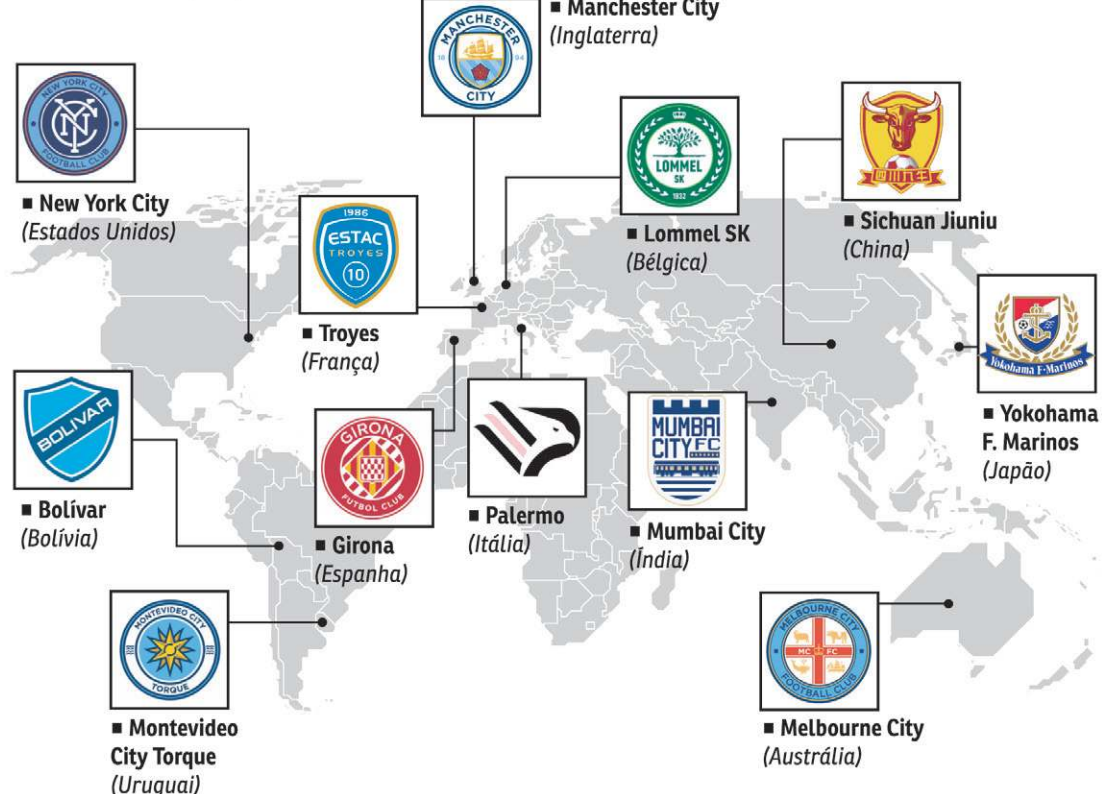 ■ Manchester City
(Inglaterra)
MANCHESTER
18 94
CITY
NEW YORK CITY
NYC
FOOTBALL CLUB
■ New York City
(Estados Unidos)
1986
ESTAC
TROYES
10
■ Troyes
(França)
LOMMEL
SK
1932
■ Lommel SK
(Bélgica)
■ Sichuan Jiuniu
(China)
Yokohama F·Marinos
■ Yokohama
F. Marinos
(Japão)
BOLIVAR
■ Bolívar
(Bolívia)
GIRONA
FUTBOL CLUB
■ Girona
(Espanha)
■ Palermo
(Itália)
MUMBAI
CITY FC
■ Mumbai City
(Índia)
MONTEVIDEO CITY
TORQUE
■ Montevideo
City Torque
(Uruguai)
MELBOURNE CITY
MC FC
FOOTBALL CLUB
■ Melbourne City
(Austrália)